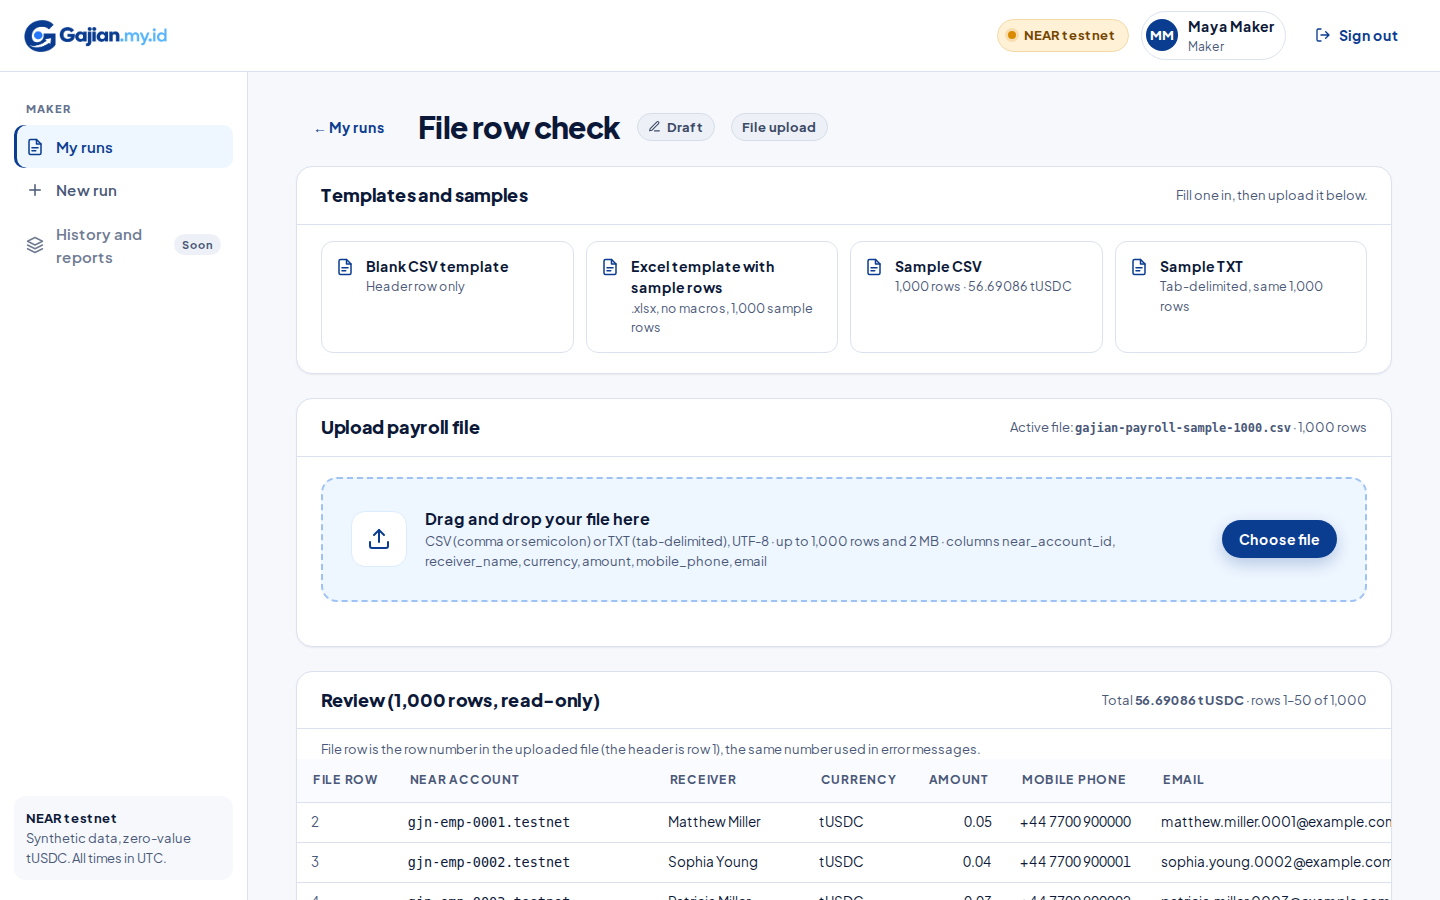 Gajian.my.id
NEAR testnet
MM
Maya Maker
Maker
Sign out
MAKER
My runs
New run
History and
reports
Soon
NEAR testnet
Synthetic data, zero-value
tUSDC. All times in UTC.
← My runs
File row check
Draft
File upload
Templates and samples
Fill one in, then upload it below.
Blank CSV template
Header row only
Excel template with
sample rows
.xlsx, no macros, 1,000 sample
rows
Sample CSV
1,000 rows · 56.69086 tUSDC
Sample TXT
Tab-delimited, same 1,000
rows
Upload payroll file
Active file: gajian-payroll-sample-1000.csv · 1,000 rows
Drag and drop your file here
CSV (comma or semicolon) or TXT (tab-delimited), UTF-8 · up to 1,000 rows and 2 MB · columns near_account_id,
receiver_name, currency, amount, mobile_phone, email
Choose file
Review (1,000 rows, read-only)
Total 56.69086 tUSDC · rows 1–50 of 1,000
File row is the row number in the uploaded file (the header is row 1), the same number used in error messages.
FILE ROW NEAR ACCOUNT RECEIVER CURRENCY AMOUNT MOBILE PHONE EMAIL
2 gjn-emp-0001.testnet Matthew Miller tUSDC 0.05 +44 7700 900000 matthew.miller.0001@example.com
3 gjn-emp-0002.testnet Sophia Young tUSDC 0.04 +44 7700 900001 sophia.young.0002@example.com